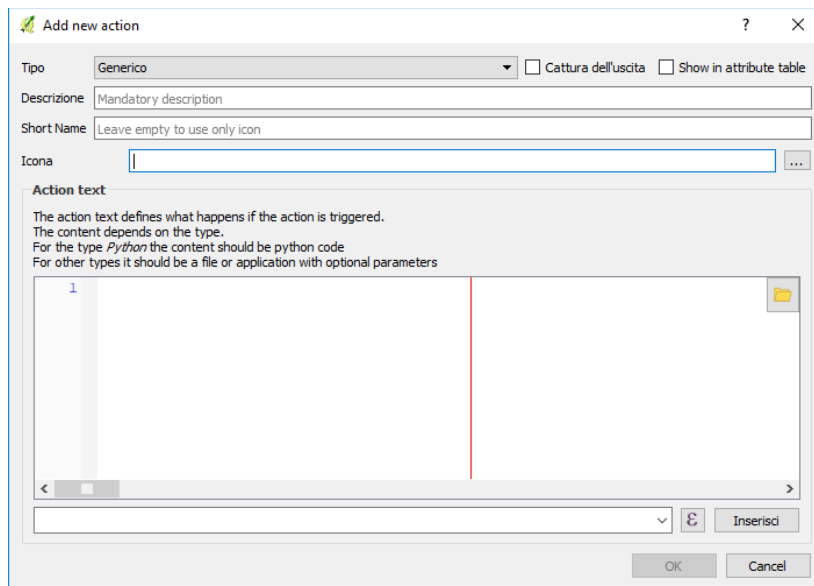 Add new action
?
Tipo Generico Cattura dell'uscita Show in attribute table
Descrizione Mandatory description
Short Name Leave empty to use only icon
Icona ...
Action text
The action text defines what happens if the action is triggered.
The content depends on the type.
For the type Python the content should be python code
For other types it should be a file or application with optional parameters
1
ε Inserisci
OK Cancel